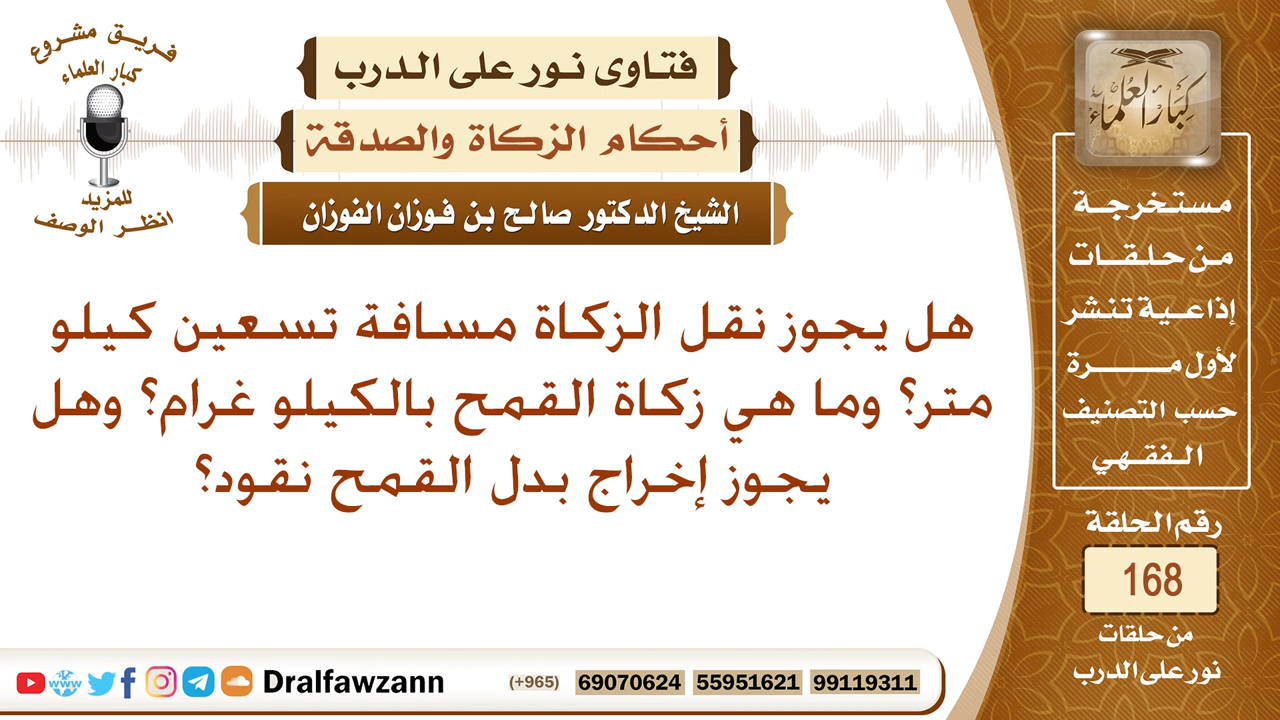 فريق مشروع
كبار العلماء
للمزيد
انظر الوصف
فتاوى نور على الدرب
أحكام الزكاة والصدقة
الشيخ الدكتور صالح بن فوزان الفوزان
هل يجوز نقل الزكاة مسافة تسعين كيلو
متر؟ وما هي زكاة القمح بالكيلو غرام؟ وهل
يجوز إخراج بدل القمح نقود؟
كبار العلماء
مستخرجة
من حلقات
إذاعية تنشر
لأول مرة
حسب التصنيف
الفقهي
رقم الحلقة
168
من حلقات
نور على الدرب
www
Dralfawzann
(+965) 69070624 55951621 99119311